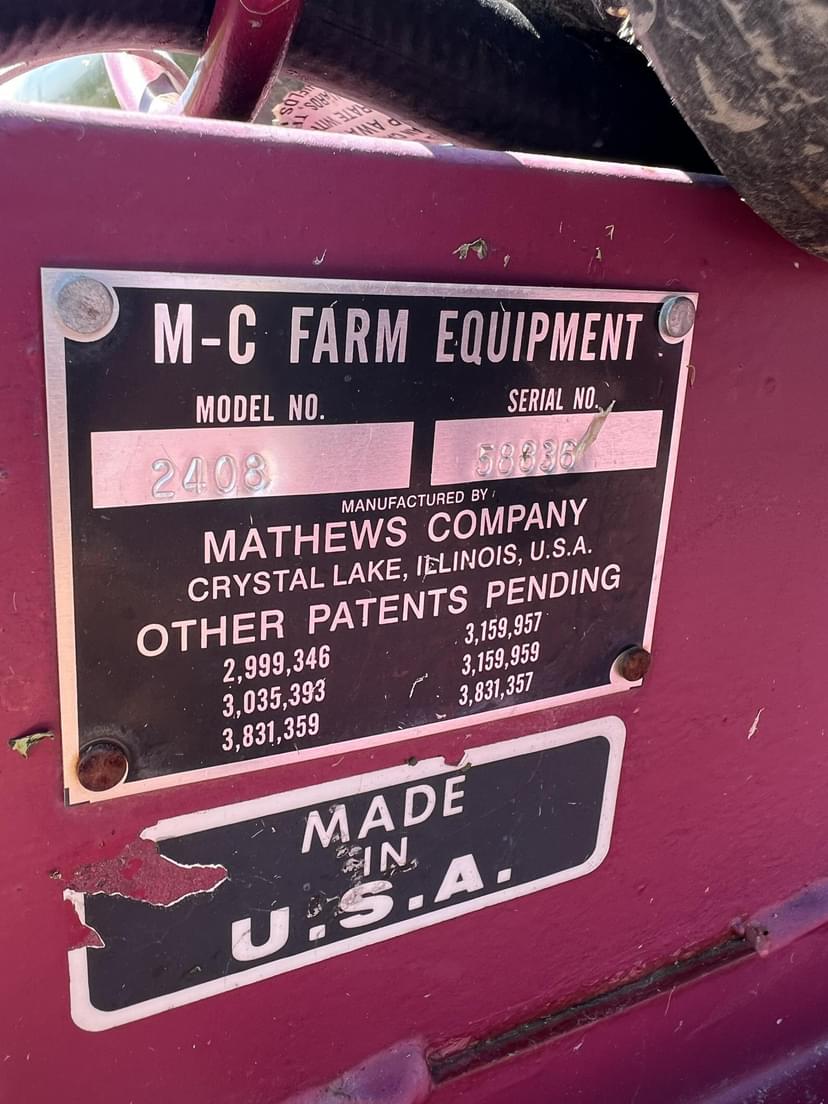 M-C FARM EQUIPMENT
MODEL NO. SERIAL NO.
2408 58836
MANUFACTURED BY
MATHEWS COMPANY
CRYSTAL LAKE, ILLINOIS, U.S.A.
OTHER PATENTS PENDING
2,999,346 3,159,957
3,035,393 3,159,959
3,831,359 3,831,357
MADE
IN
U.S.A.